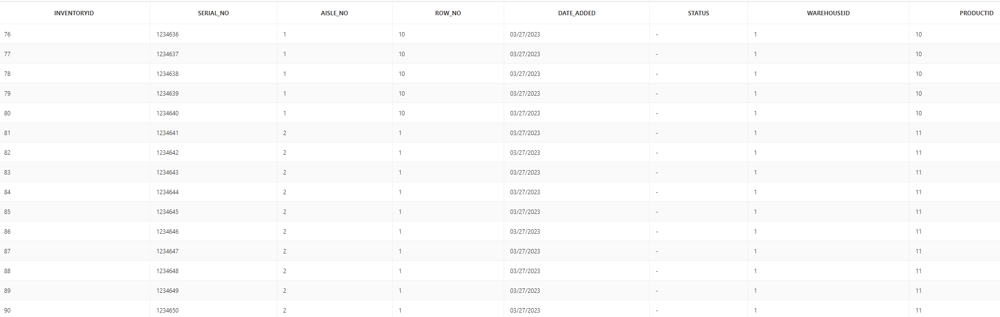 INVENTORYID SERIAL_NO AISLE_NO ROW_NO DATE_ADDED STATUS WAREHOUSEID PRODUCTID
76 1234636 1 10 03/27/2023 - 1 10
77 1234637 1 10 03/27/2023 - 1 10
78 1234638 1 10 03/27/2023 - 1 10
79 1234639 1 10 03/27/2023 - 1 10
80 1234640 1 10 03/27/2023 - 1 10
81 1234641 2 1 03/27/2023 - 1 11
82 1234642 2 1 03/27/2023 - 1 11
83 1234643 2 1 03/27/2023 - 1 11
84 1234644 2 1 03/27/2023 - 1 11
85 1234645 2 1 03/27/2023 - 1 11
86 1234646 2 1 03/27/2023 - 1 11
87 1234647 2 1 03/27/2023 - 1 11
88 1234648 2 1 03/27/2023 - 1 11
89 1234649 2 1 03/27/2023 - 1 11
90 1234650 2 1 03/27/2023 - 1 11